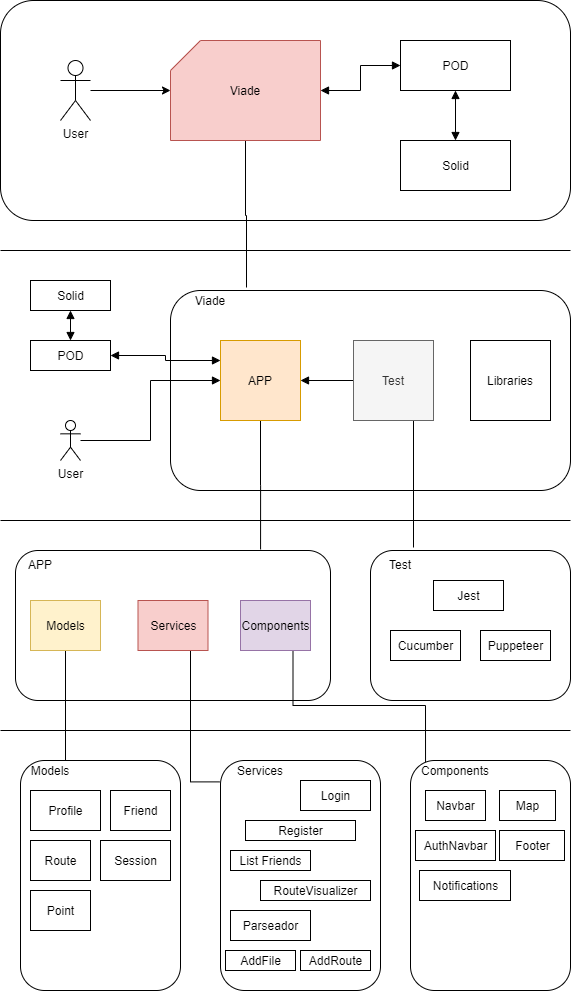 User
Viade
POD
Solid
Viade
Solid
POD
User
APP
Test
Libraries
APP
Models
Services
Components
Test
Jest
Cucumber
Puppeteer
Models
Profile
Friend
Route
Session
Point
Services
Login
Register
List Friends
RouteVisualizer
Parseador
AddFile
AddRoute
Components
Navbar
Map
AuthNavbar
Footer
Notifications